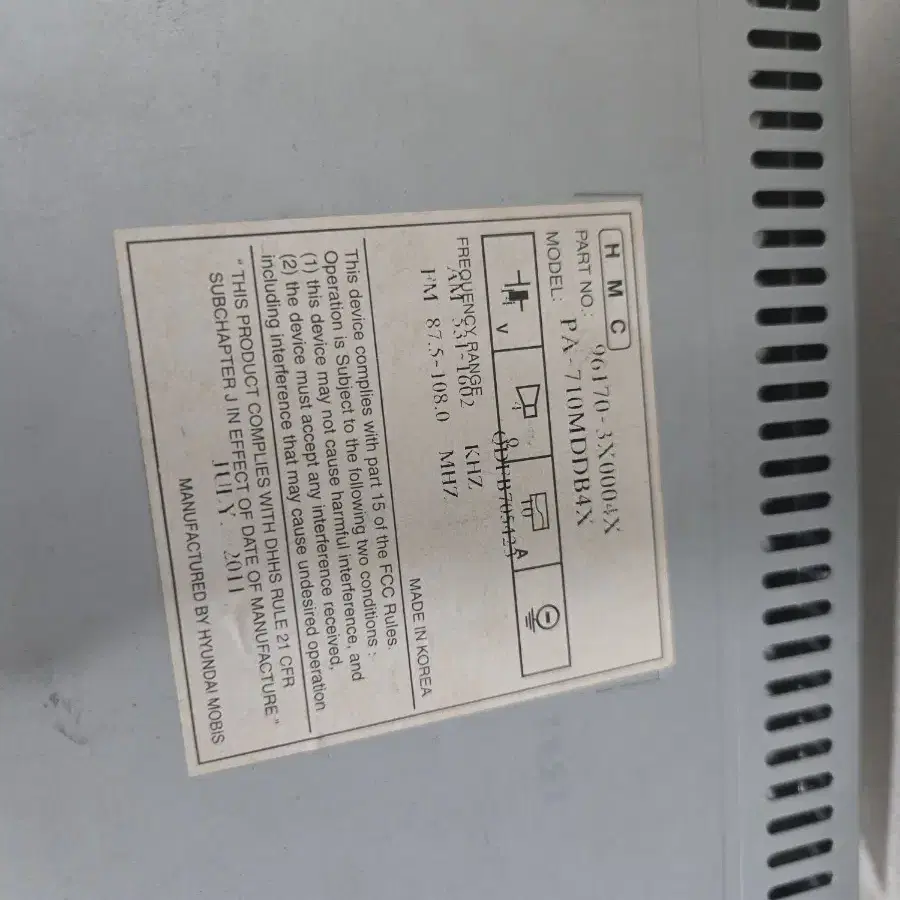 HMC
PART NO.: 96170-3X0004X
MODEL: PA-710MDDB4X
V A
FREQUENCY RANGE
AM 531-1602 KHZ
FM 87.5-108.0 MHZ
MADE IN KOREA
This device complies with part 15 of the FCC Rules.
Operation is Subject to the following two conditions :
(1) this device may not cause harmful interference, and
(2) the device must accept any interference received,
including interference that may cause undesired operation
" THIS PRODUCT COMPLIES WITH DHHS RULE 21 CFR
SUBCHAPTER J IN EFFECT OF DATE OF MANUFACTURE "
JULY. 2011
MANUFACTURED BY HYUNDAI MOBIS